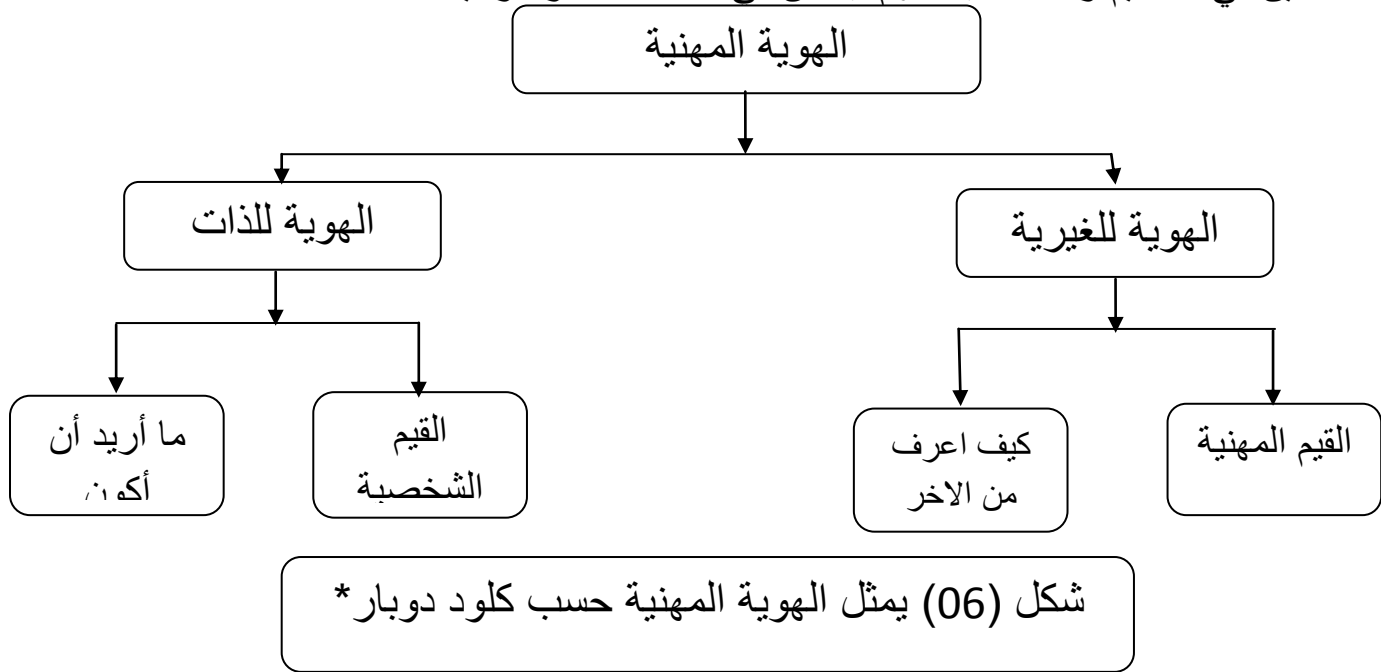 الهوية المهنية
الهوية للغيرية
الهوية للذات
القيم المهنية
كيف اعرف
من الاخر
القيم
الشخصية
ما أريد أن
أكون
شكل (06) يمثل الهوية المهنية حسب كلود دوبار*